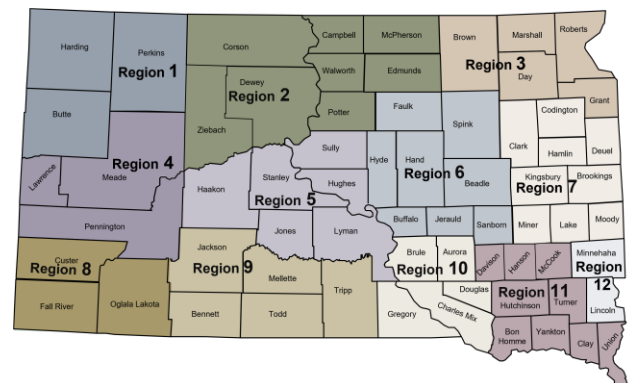 Harding
Perkins
Corson
Campbell
McPherson
Brown
Marshall
Roberts
Region 1
Dewey
Region 2
Walworth
Edmunds
Region 3
Day
Butte
Ziebach
Potter
Faulk
Spink
Codington
Grant
Lawrence
Region 4
Meade
Sully
Hyde
Hand
Region 6
Clark
Hamlin
Deuel
Haakon
Stanley
Region 5
Hughes
Beadle
Kingsbury
Region 7
Brookings
Pennington
Jones
Lyman
Buffalo
Jerauld
Sanborn
Miner
Lake
Moody
Custer
Region 8
Jackson
Region 9
Mellette
Brule
Aurora
Region 10
Davison
Hanson
McCook
Minnehaha
Region
12
Lincoln
Fall River
Oglala Lakota
Bennett
Todd
Tripp
Gregory
Douglas
Charles Mix
Region 11
Hutchinson
Turner
Bon
Homme
Yankton
Clay
Union